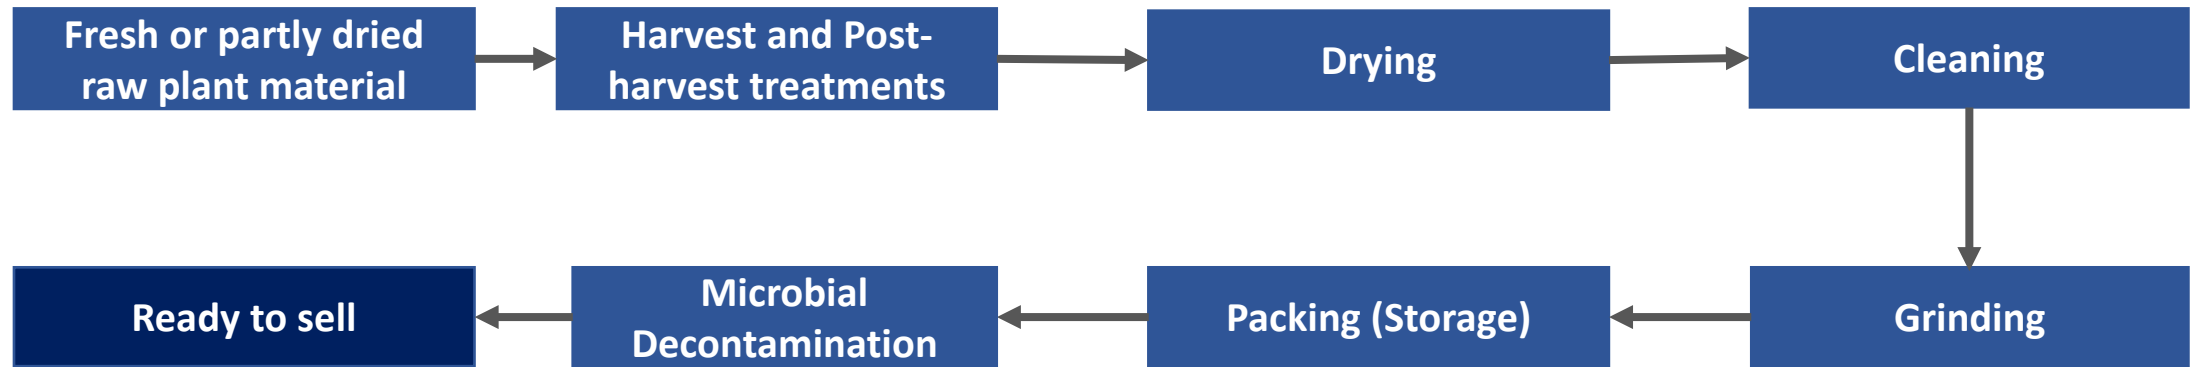 Fresh or partly dried
raw plant material
Harvest and Post-
harvest treatments
Drying
Cleaning
Grinding
Packing (Storage)
Microbial
Decontamination
Ready to sell